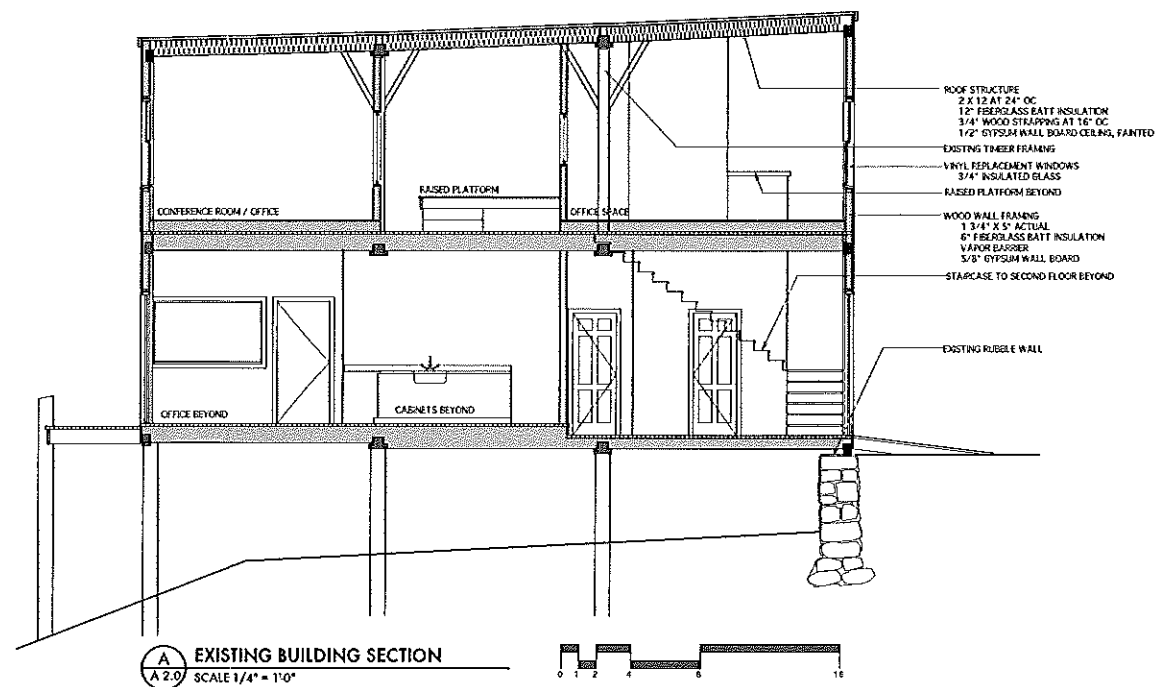 ROOF STRUCTURE
2 X 12 AT 24" OC
12" FIBERGLASS BATT INSULATION
3/4" WOOD STRAPPING AT 16" OC
1/2" GYPSUM WALL BOARD CEILING, PAINTED
EXISTING TIMBER FRAMING
VINYL REPLACEMENT WINDOWS
3/4" INSULATED GLASS
RAISED PLATFORM BEYOND
WOOD WALL FRAMING
1 3/4" X 5" ACTUAL
6" FIBERGLASS BATT INSULATION
VAPOR BARRIER
5/8" GYPSUM WALL BOARD
STAIRCASE TO SECOND FLOOR BEYOND
EXISTING RUBBLE WALL
RAISED PLATFORM
CONFERENCE ROOM / OFFICE
OFFICE SPACE
OFFICE BEYOND
CABINETS BEYOND
A
A 2.0
EXISTING BUILDING SECTION
SCALE 1/4" = 1'0"
0 1 2 4 8 16